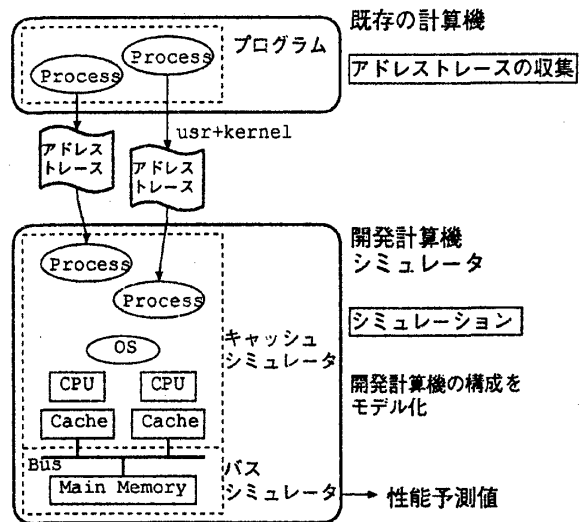 既存の計算機
プログラム
Process
Process
アドレストレースの収集
usr+kernel
アドレス
トレース
アドレス
トレース
開発計算機
シミュレータ
Process
Process
シミュレーション
OS
キャッシュ
シミュレータ
CPU
CPU
開発計算機の構成を
モデル化
Cache
Cache
Bus
バス
シミュレータ
Main Memory
性能予測値